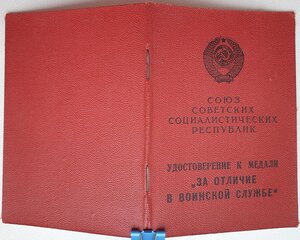 СОЮЗ
СОВЕТСКИХ
СОЦИАЛИСТИЧЕСКИХ
РЕСПУБЛИК
УДОСТОВЕРЕНИЕ К МЕДАЛИ
„ЗА ОТЛИЧИЕ
В ВОИНСКОЙ СЛУЖБЕ“